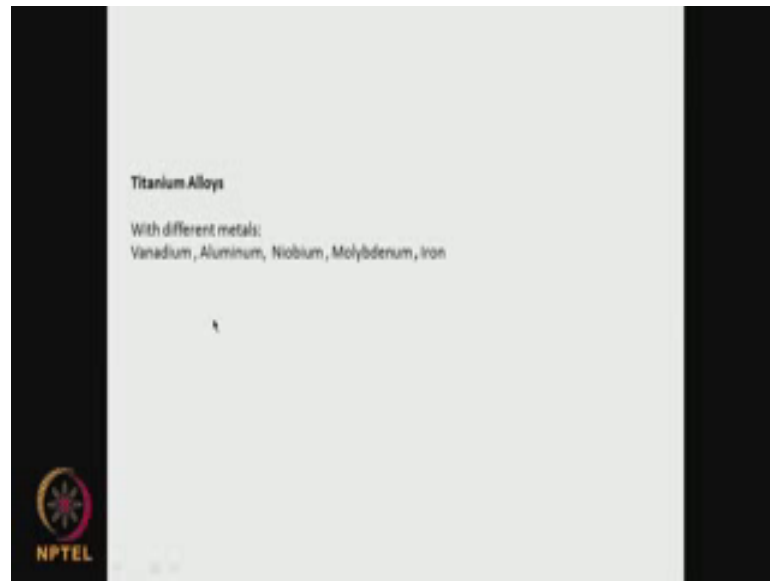 Titanium Alloys
With different metals:
Vanadium, Aluminum, Niobium, Molybdenum, Iron
NPTEL